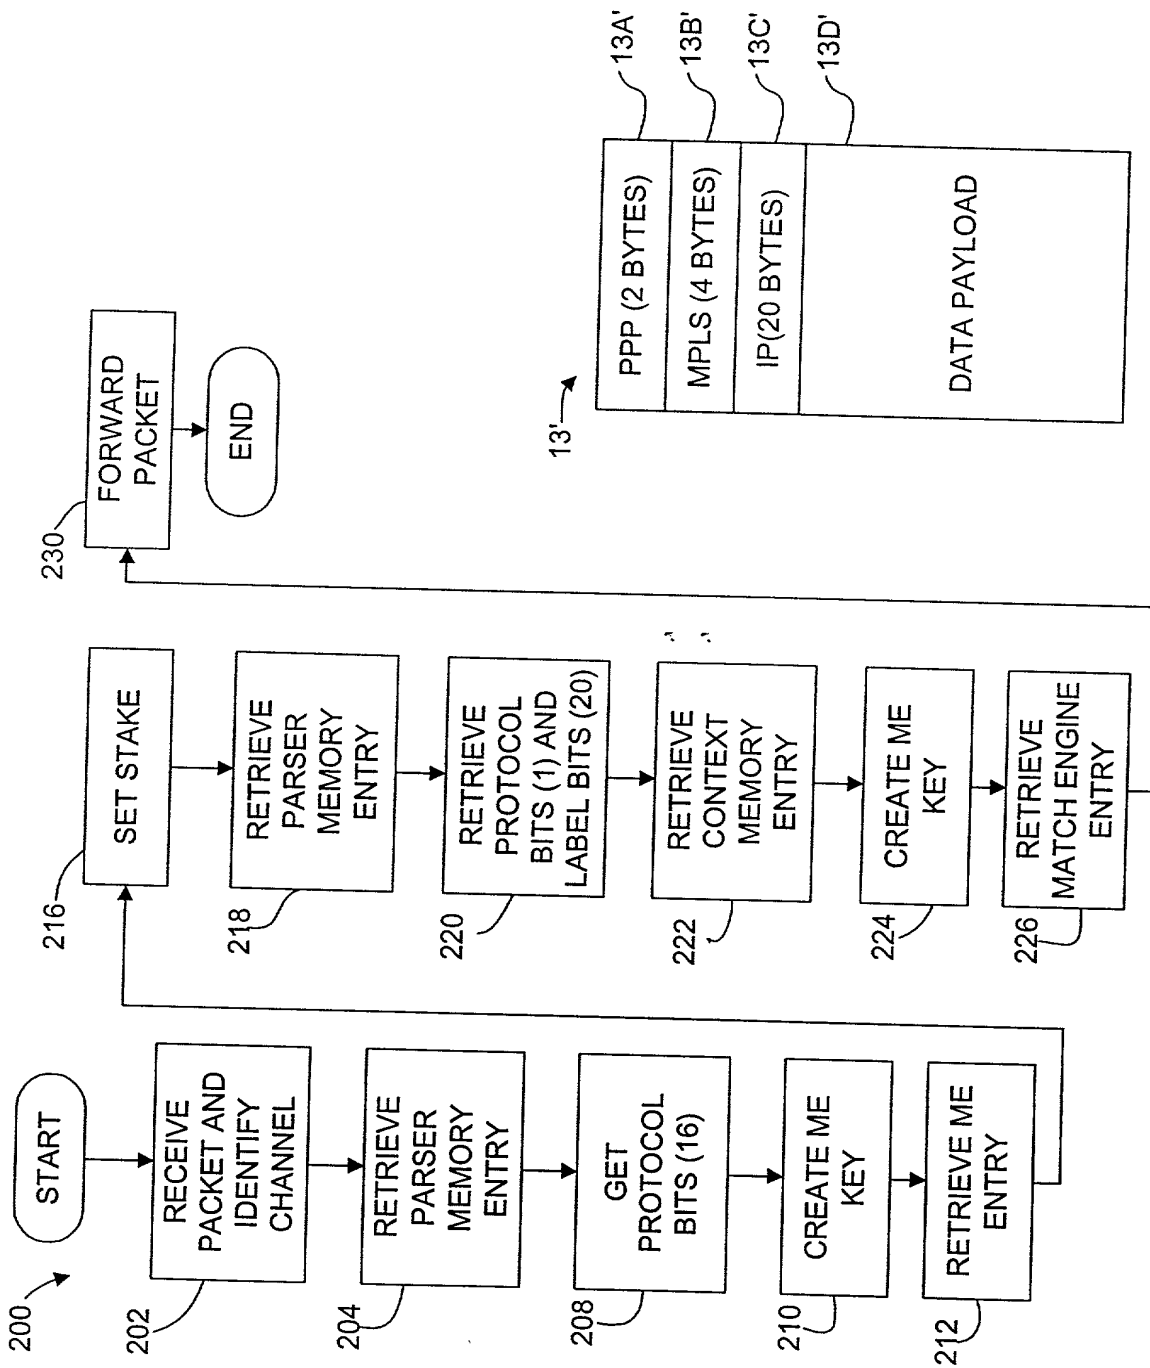 200
START
202
RECEIVE
PACKET AND
IDENTIFY
CHANNEL
204
RETRIEVE
PARSER
MEMORY
ENTRY
208
GET
PROTOCOL
BITS (16)
210
CREATE ME
KEY
212
RETRIEVE ME
ENTRY
216
SET STAKE
218
RETRIEVE
PARSER
MEMORY
ENTRY
220
RETRIEVE
PROTOCOL
BITS (1) AND
LABEL BITS (20)
222
RETRIEVE
CONTEXT
MEMORY
ENTRY
224
CREATE ME
KEY
226
RETRIEVE
MATCH ENGINE
ENTRY
230
FORWARD
PACKET
END
13'
PPP (2 BYTES)
13A'
MPLS (4 BYTES)
13B'
IP(20 BYTES)
13C'
DATA PAYLOAD
13D'